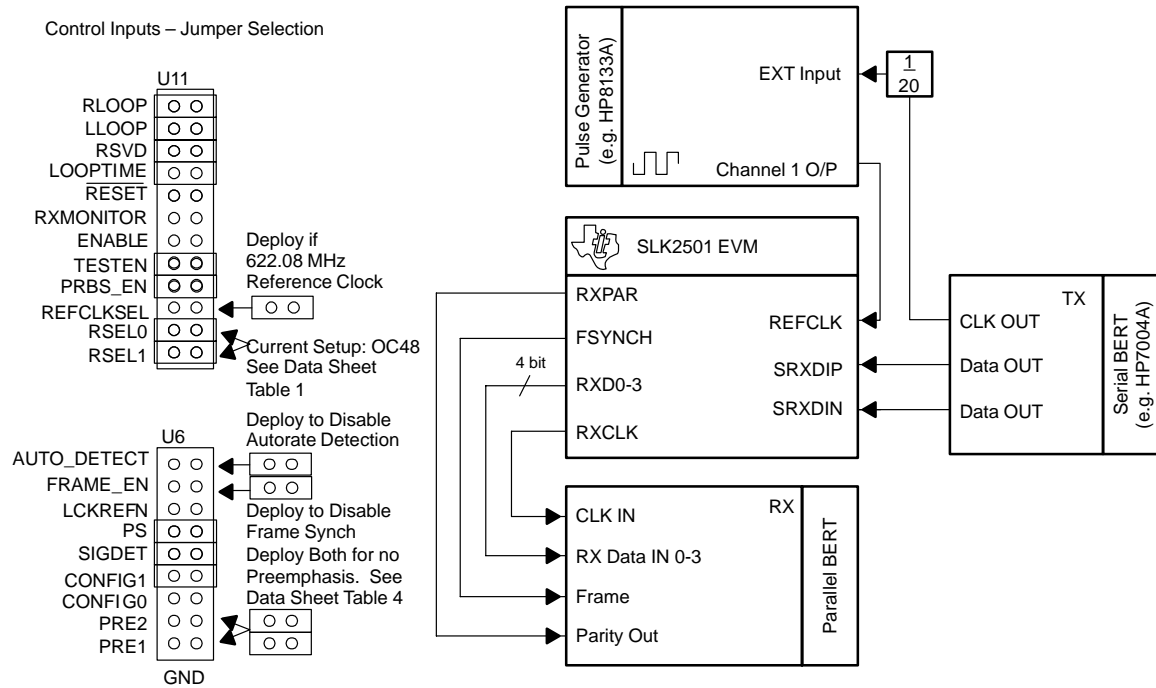 Control Inputs – Jumper Selection
U11
RLOOP
LLOOP
RSVD
LOOPTIME
RESET
RXMONITOR
ENABLE
TESTEN
PRBS_EN
REFCLKSEL
RSEL0
RSEL1
Deploy if
622.08 MHz
Reference Clock
Current Setup: OC48
See Data Sheet
Table 1
U6
AUTO_DETECT
FRAME_EN
LCKREFN
PS
SIGDET
CONFIG1
CONFIG0
PRE2
PRE1
GND
Deploy to Disable
Autorate Detection
Deploy to Disable
Frame Synch
Deploy Both for no
Preemphasis. See
Data Sheet Table 4
Pulse Generator
(e.g. HP8133A)
EXT Input
Channel 1 O/P
1
20
SLK2501 EVM
RXPAR
FSYNCH
4 bit
RXD0-3
RXCLK
REFCLK
SRXDIP
SRXDIN
TX
CLK OUT
Data OUT
Data OUT
Serial BERT
(e.g. HP7004A)
CLK IN
RX
RX Data IN 0-3
Frame
Parity Out
Parallel BERT